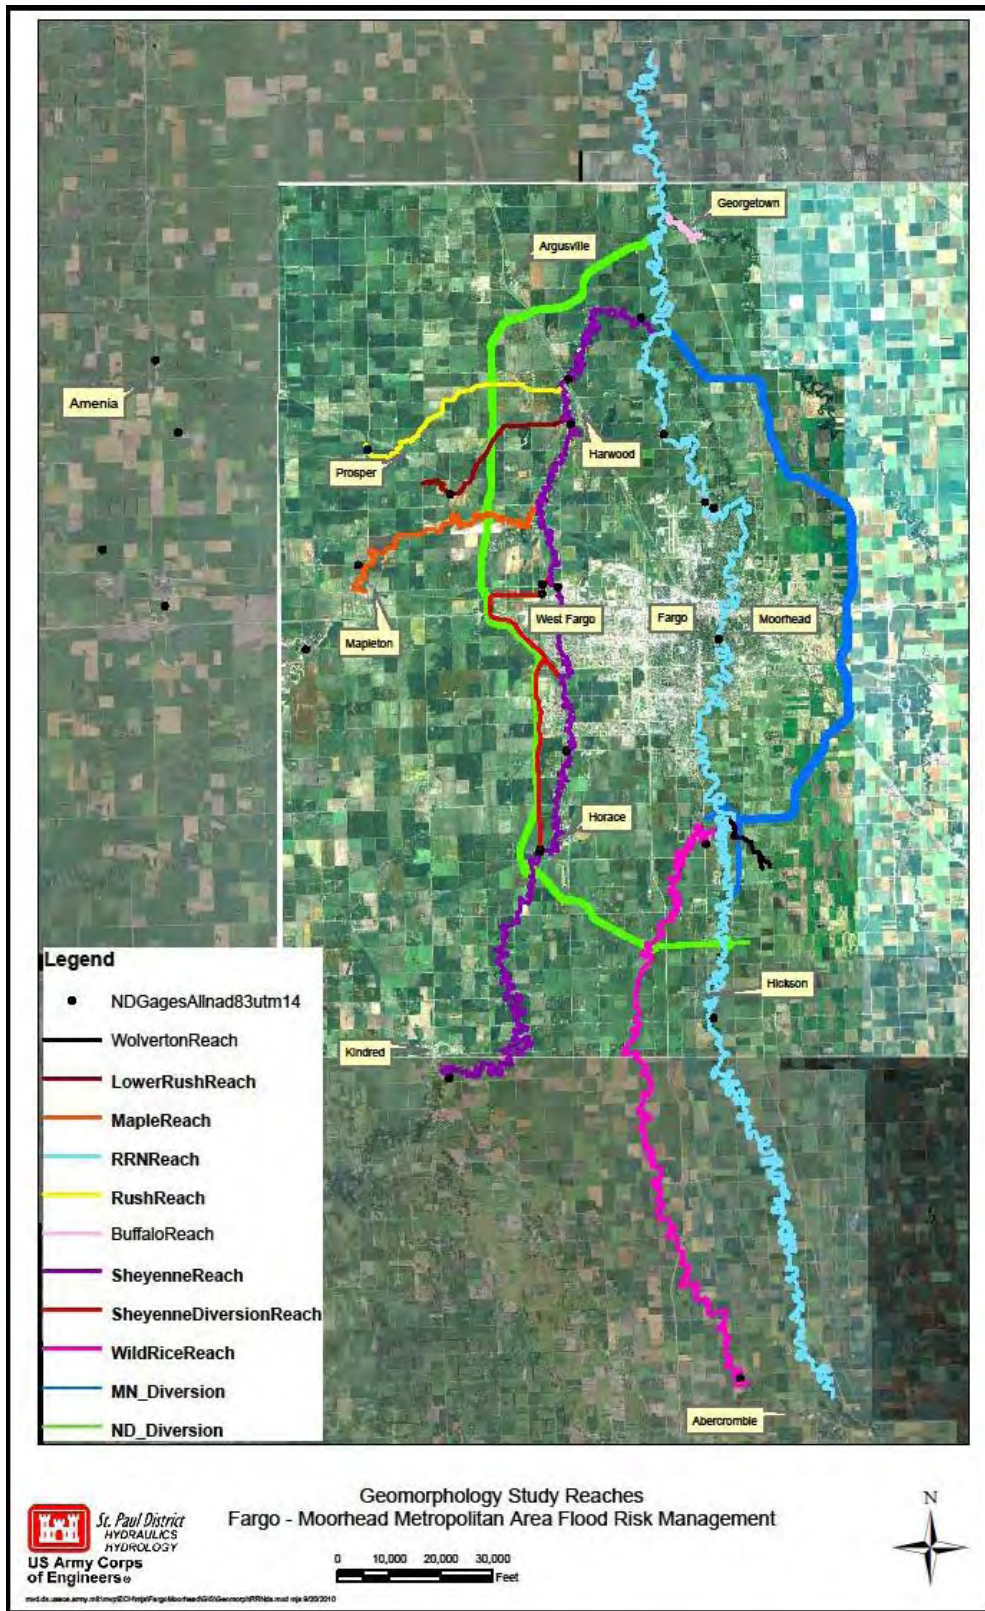 Georgetown
Argusville
Amenia
Harwood
Prosper
West Fargo
Fargo
Moorhead
Mapleton
Horace
Hickson
Kindred
Abercrombie
Legend
NDGagesAllnad83utm14
WolvertonReach
LowerRushReach
MapleReach
RRNReach
RushReach
BuffaloReach
SheyenneReach
SheyenneDiversionReach
WildRiceReach
MN_Diversion
ND_Diversion
Geomorphology Study Reaches
Fargo - Moorhead Metropolitan Area Flood Risk Management
St. Paul District
HYDRAULICS
HYDROLOGY
US Army Corps
of Engineers®
0 10,000 20,000 30,000
Feet
N